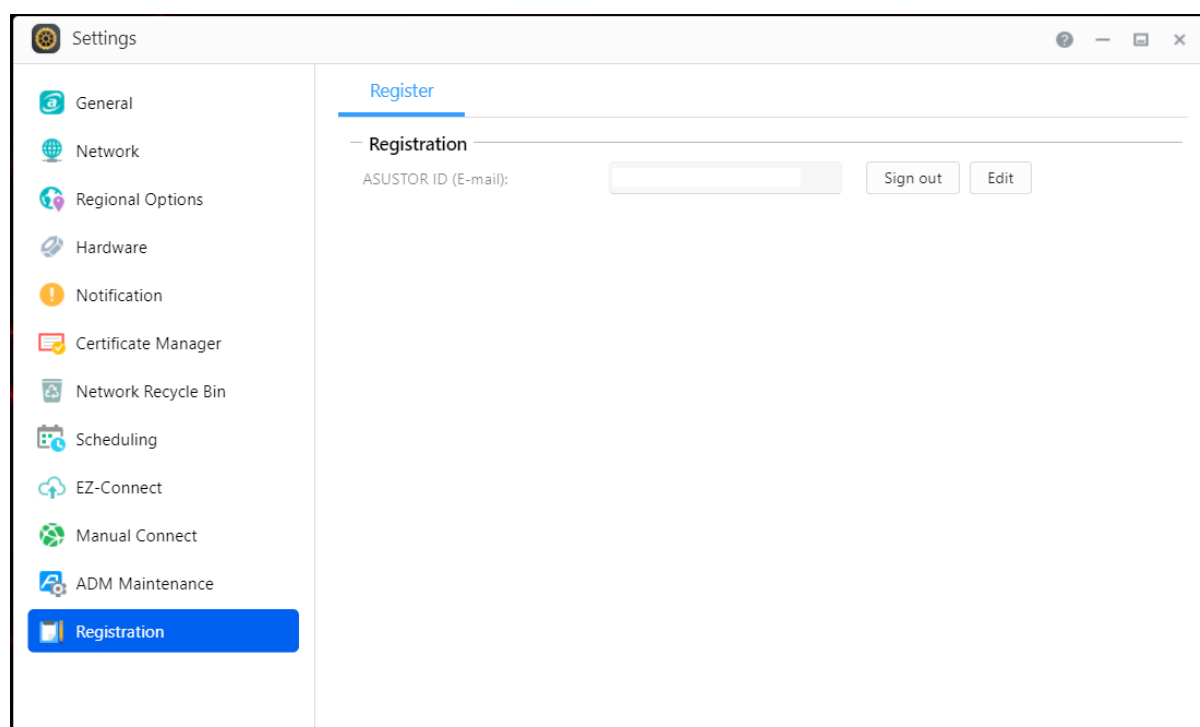 Settings
General
Network
Regional Options
Hardware
Notification
Certificate Manager
Network Recycle Bin
Scheduling
EZ-Connect
Manual Connect
ADM Maintenance
Registration
Register
Registration
ASUSTOR ID (E-mail):
Sign out
Edit